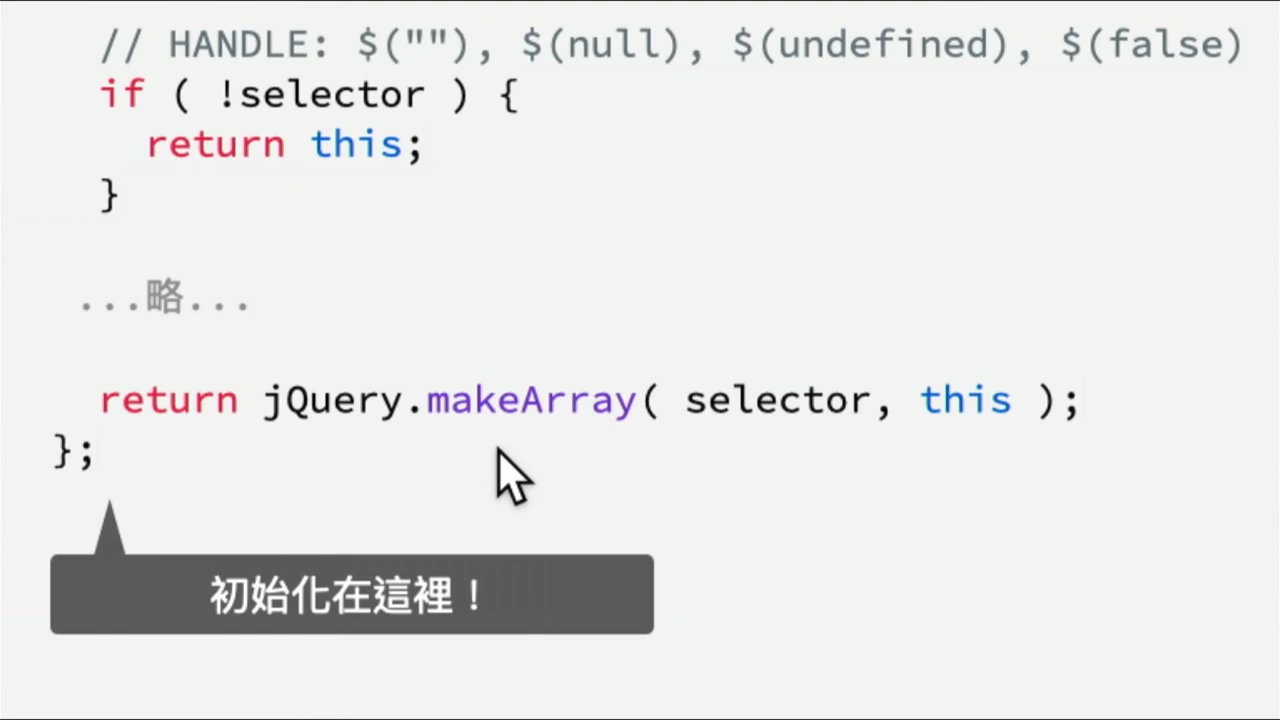 // HANDLE: $(""), $(null), $(undefined), $(false)
if ( !selector ) {
return this;
}
...略...
return jQuery.makeArray( selector, this );
};
初始化在這裡！